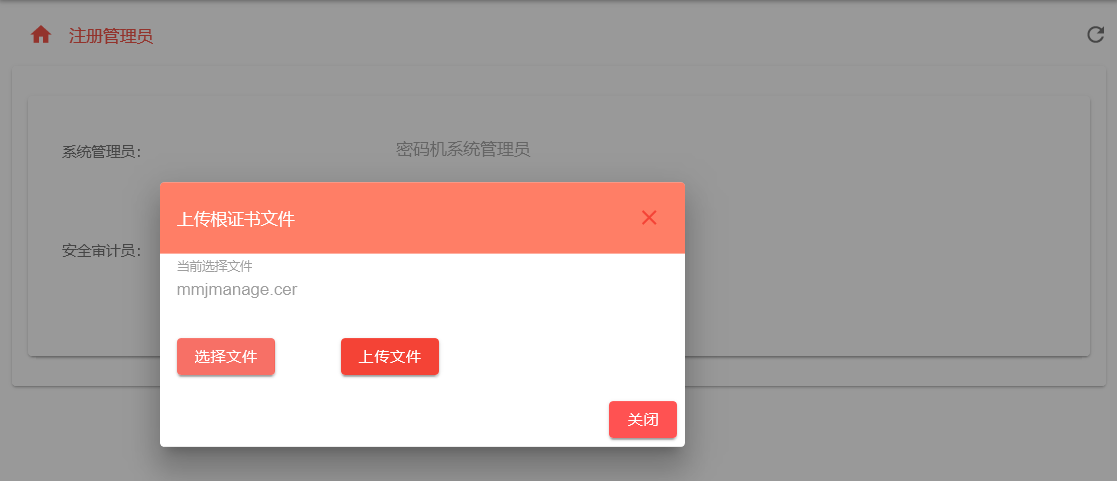 注册管理员
系统管理员:
密码机系统管理员
上传根证书文件
安全审计员:
当前选择文件
mmjmanage.cer
选择文件
上传文件
关闭